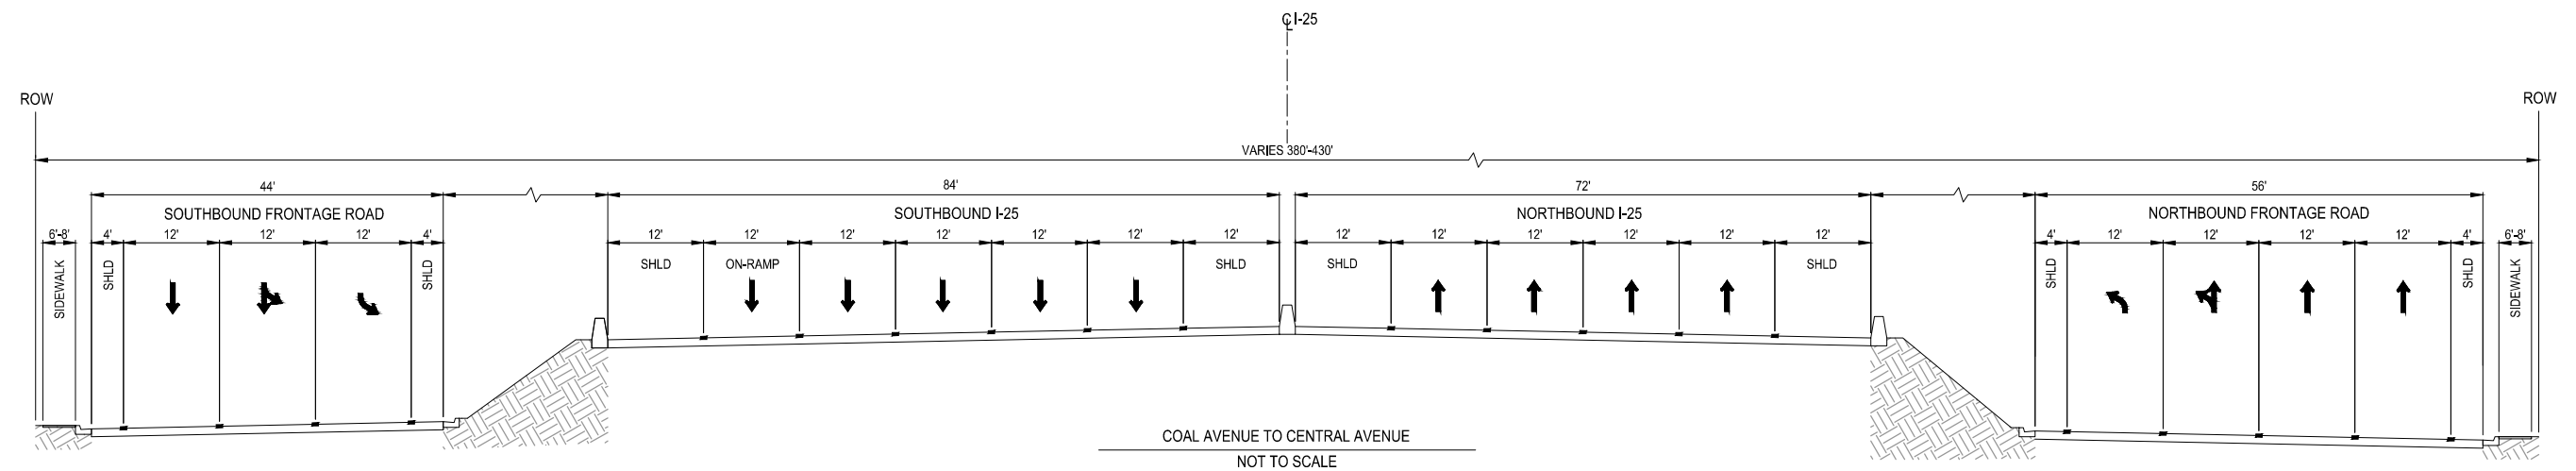 ℄ I-25
ROW
ROW
VARIES 380'-430'
44'
84'
72'
56'
SOUTHBOUND FRONTAGE ROAD
SOUTHBOUND I-25
NORTHBOUND I-25
NORTHBOUND FRONTAGE ROAD
6'-8' 4' 12' 12' 12' 4'
12' 12' 12' 12' 12' 12' 12'
12' 12' 12' 12' 12' 12'
4' 12' 12' 12' 12' 4' 6'-8'
SIDEWALK
SHLD
SHLD
SHLD
ON-RAMP
SHLD
SHLD
SHLD
SHLD
SHLD
SIDEWALK
COAL AVENUE TO CENTRAL AVENUE
NOT TO SCALE